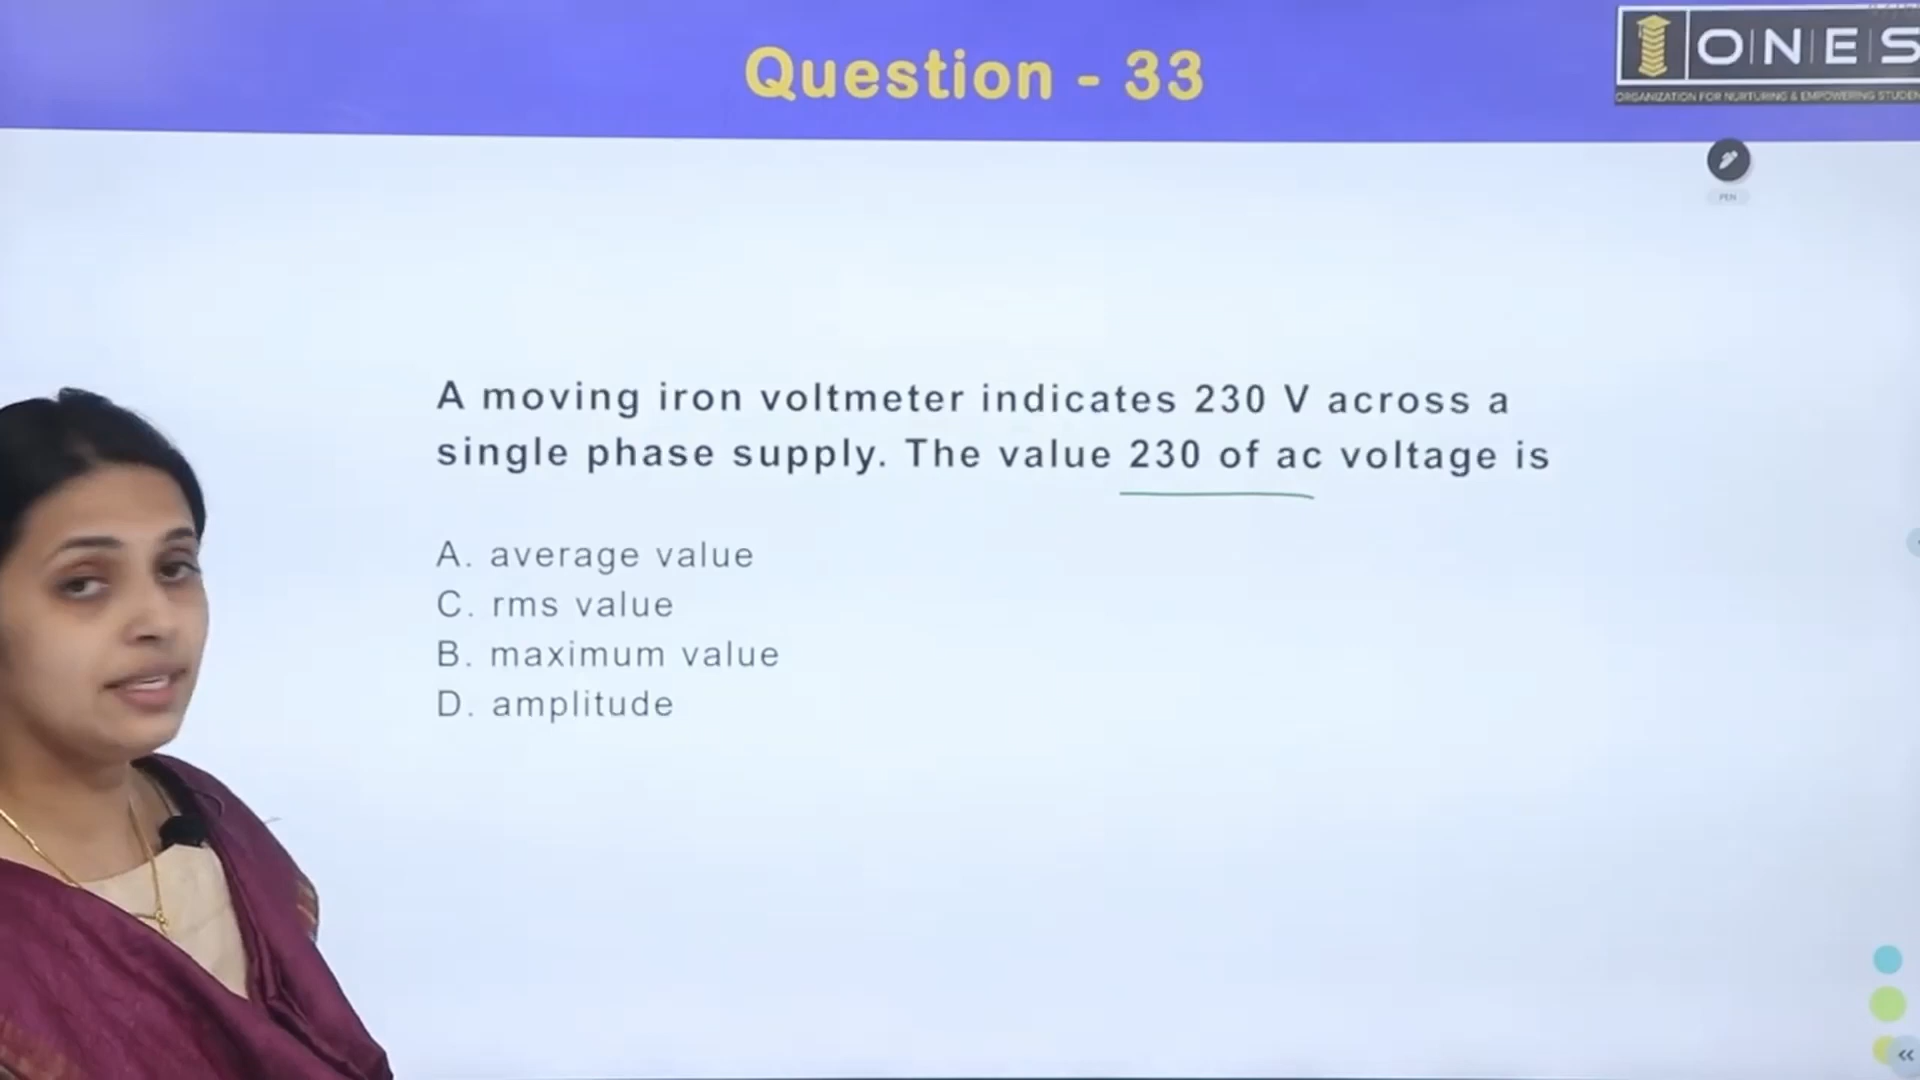 Question - 33
ONES
ORGANIZATION FOR NURTURING & EMPOWERING STUDEN
PEN
A moving iron voltmeter indicates 230 V across a
single phase supply. The value 230 of ac voltage is
A. average value
C. rms value
B. maximum value
D. amplitude